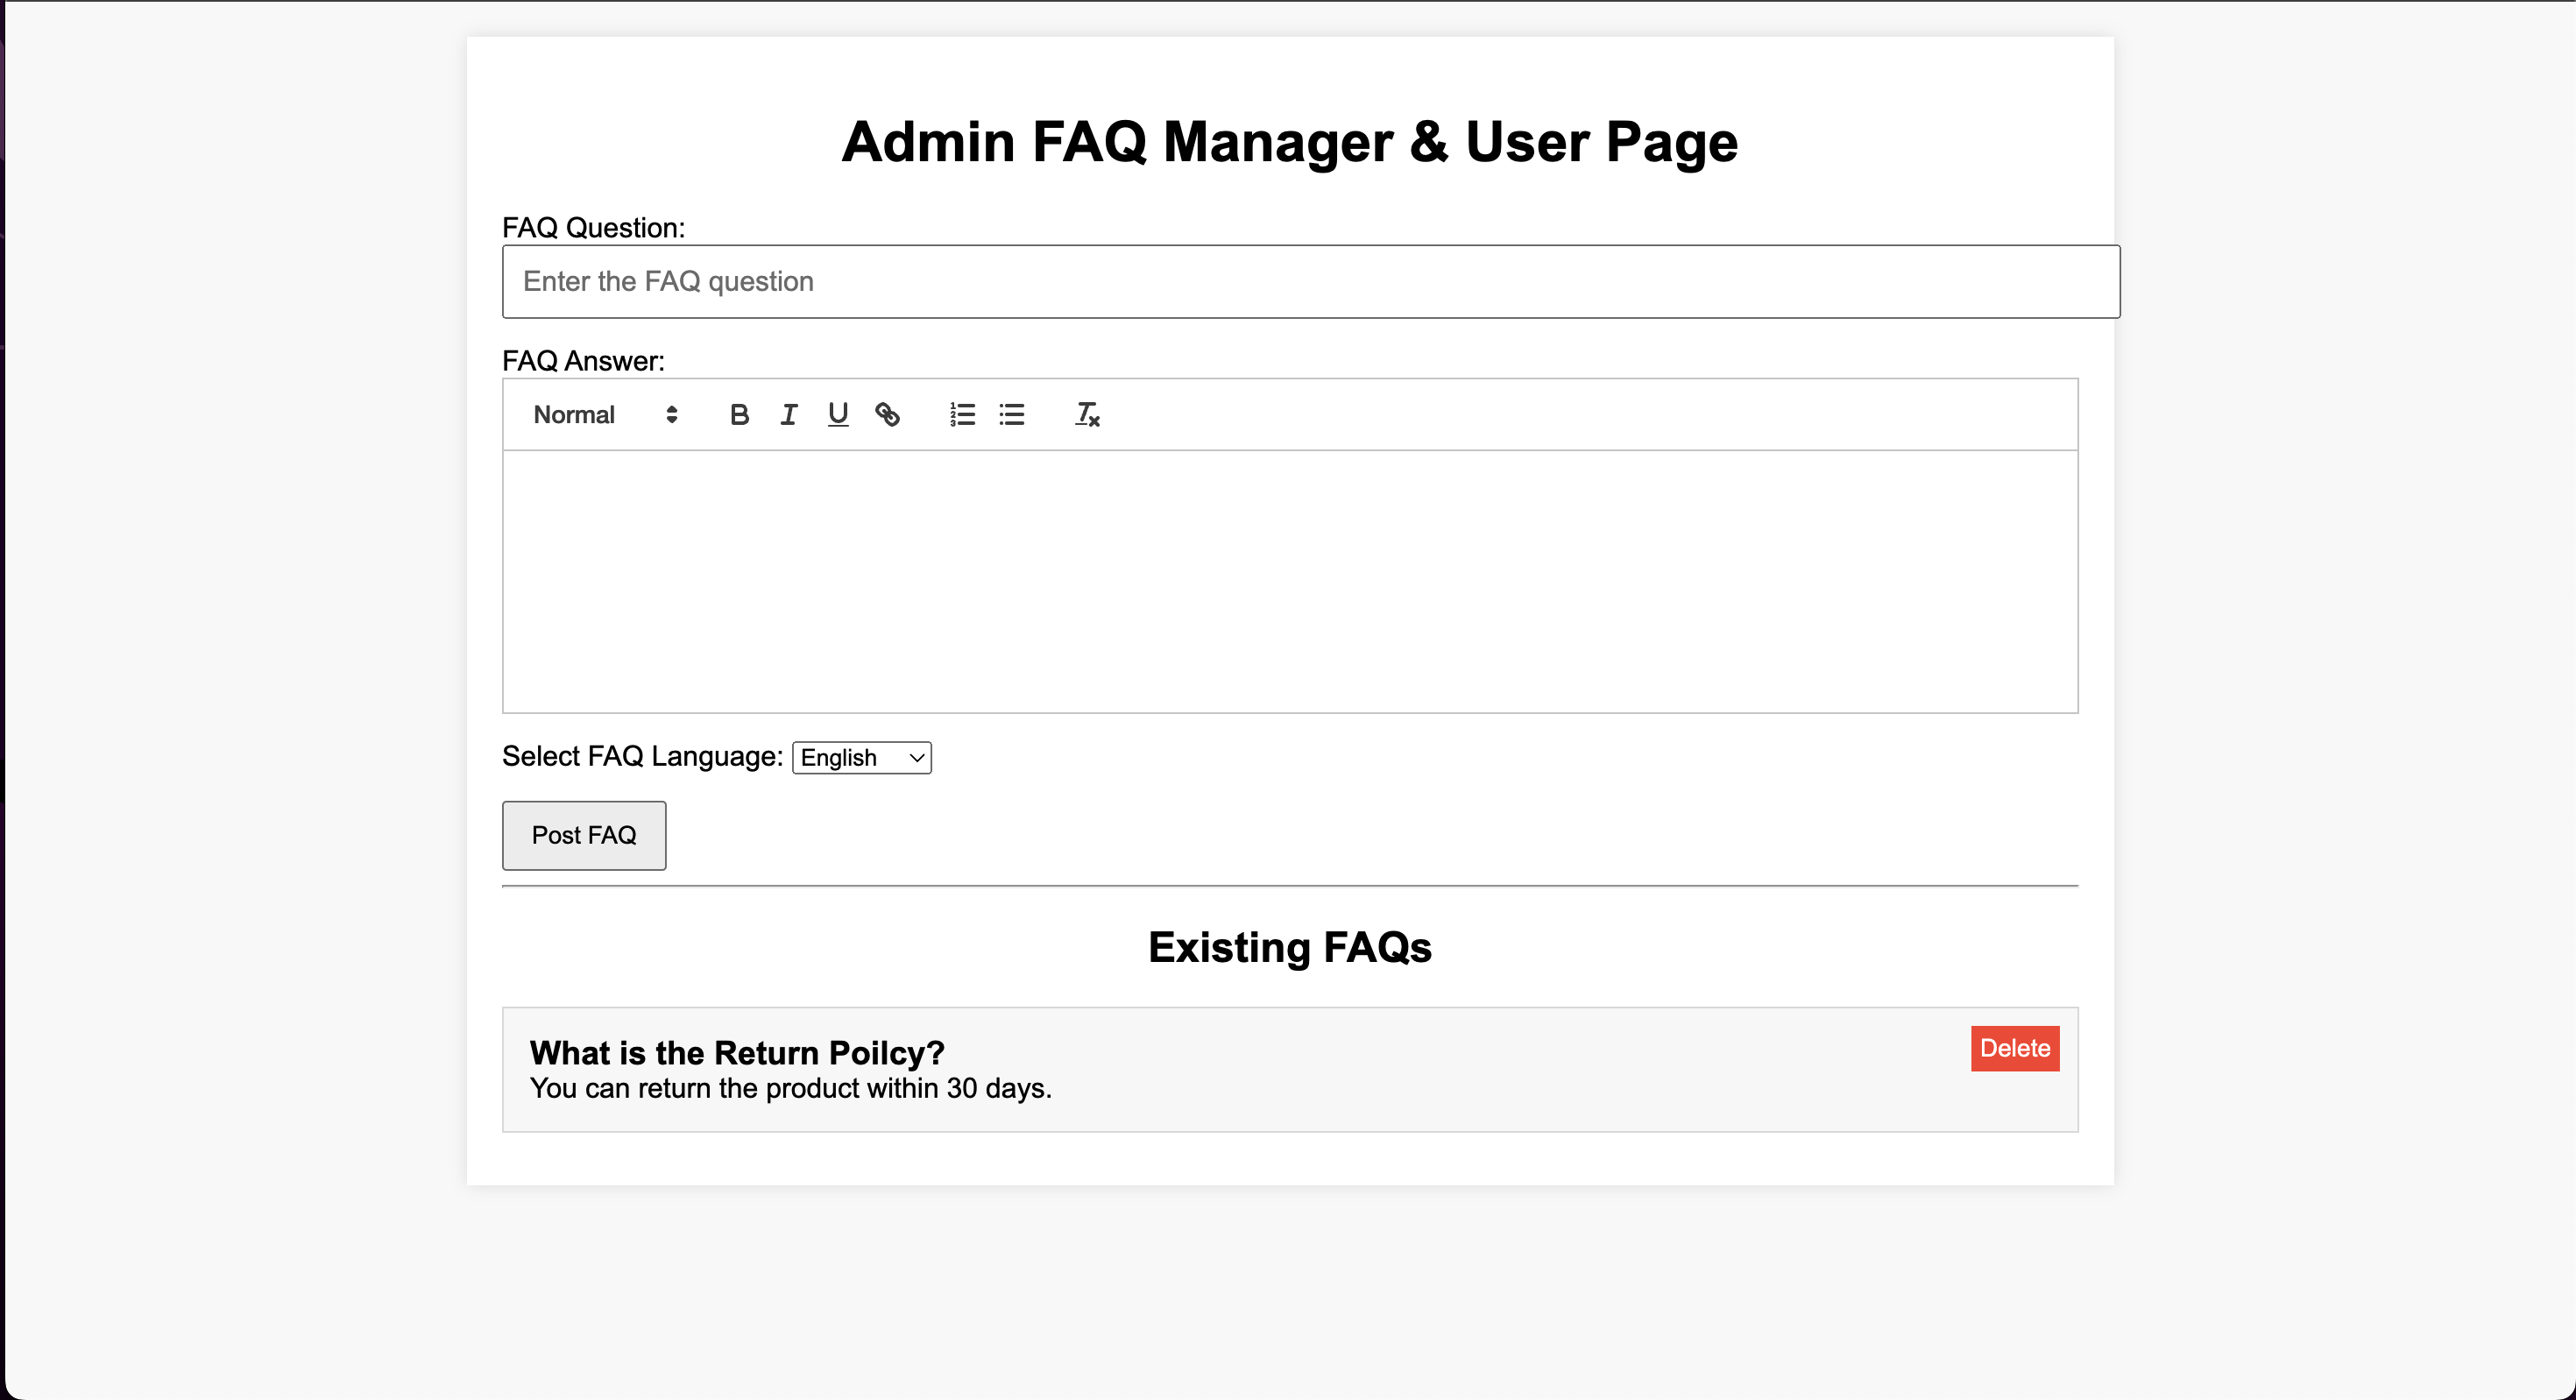 Admin FAQ Manager & User Page
FAQ Question:
Enter the FAQ question
FAQ Answer:
Normal
Select FAQ Language: English
Post FAQ
Existing FAQs
What is the Return Poilcy?
Delete
You can return the product within 30 days.